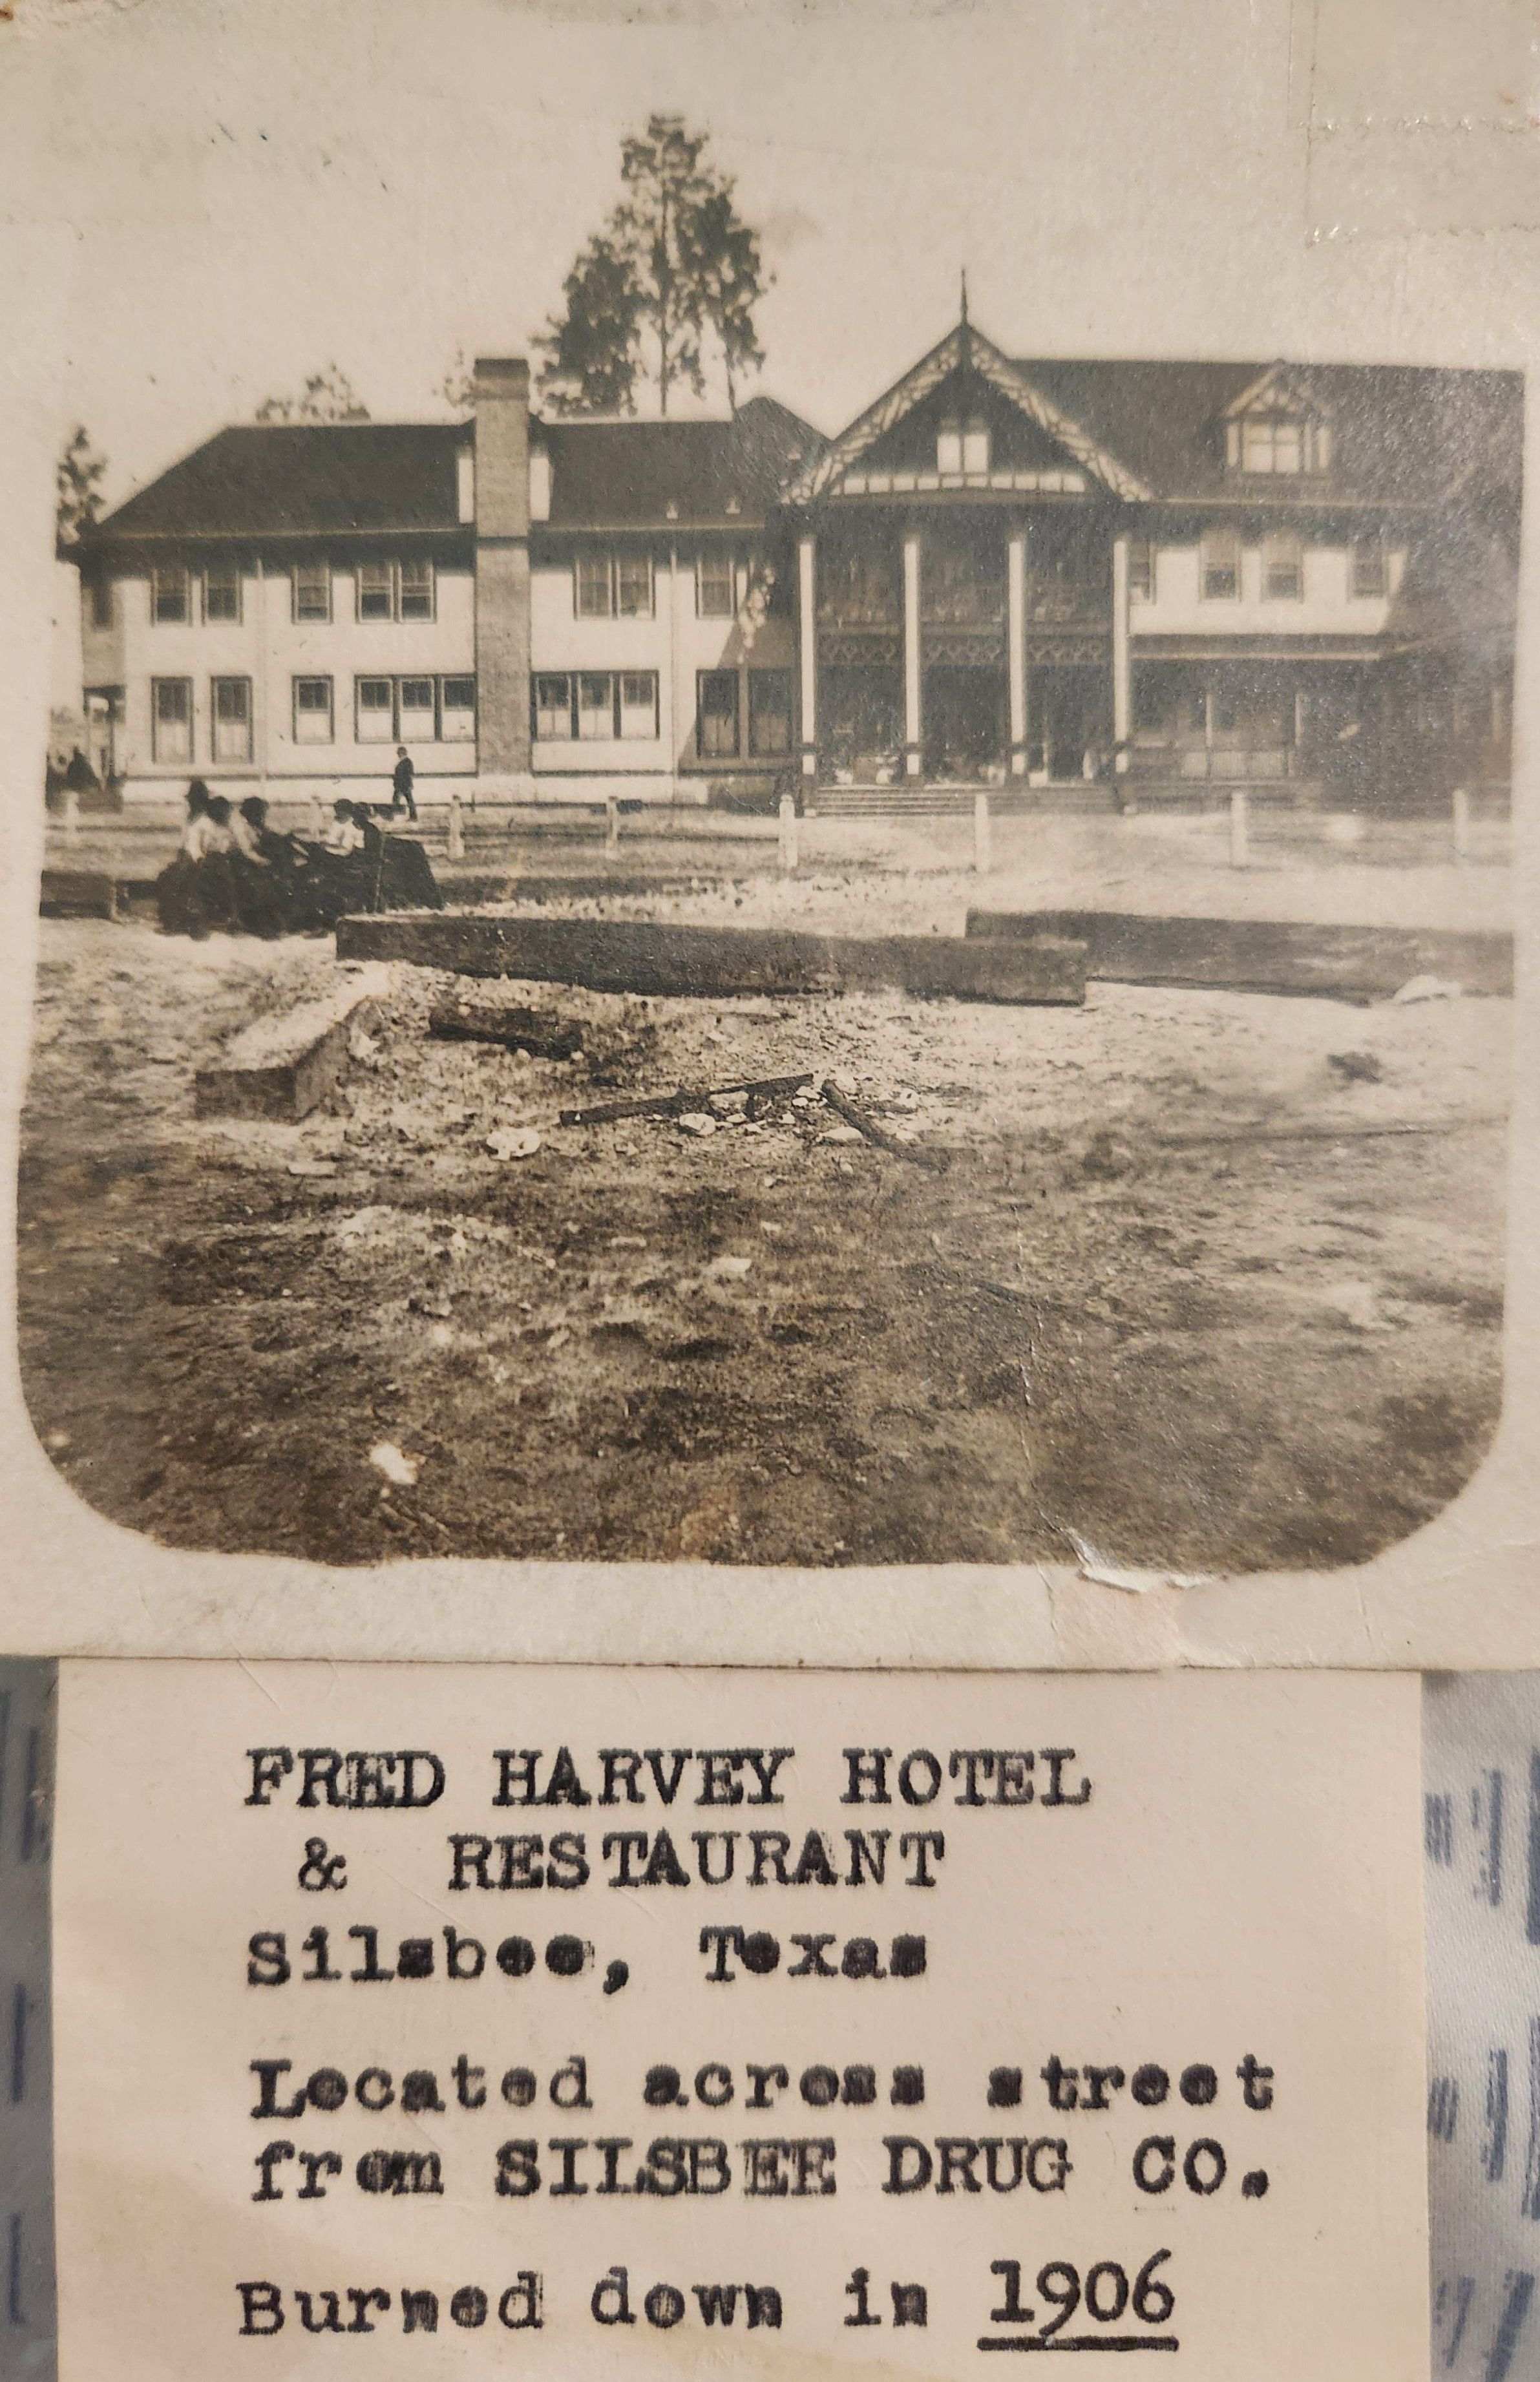 FRED HARVEY HOTEL
& RESTAURANT
Silsbee, Texas
Located across street
from SILSBEE DRUG CO.
Burned down in 1906